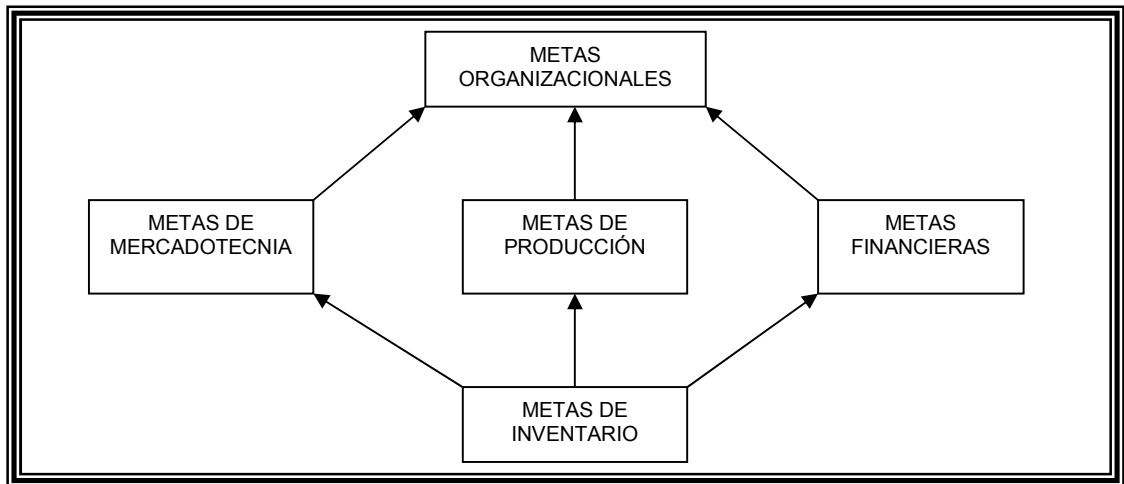 METAS
ORGANIZACIONALES
METAS DE
MERCADOTECNIA
METAS DE
PRODUCCIÓN
METAS
FINANCIERAS
METAS DE
INVENTARIO